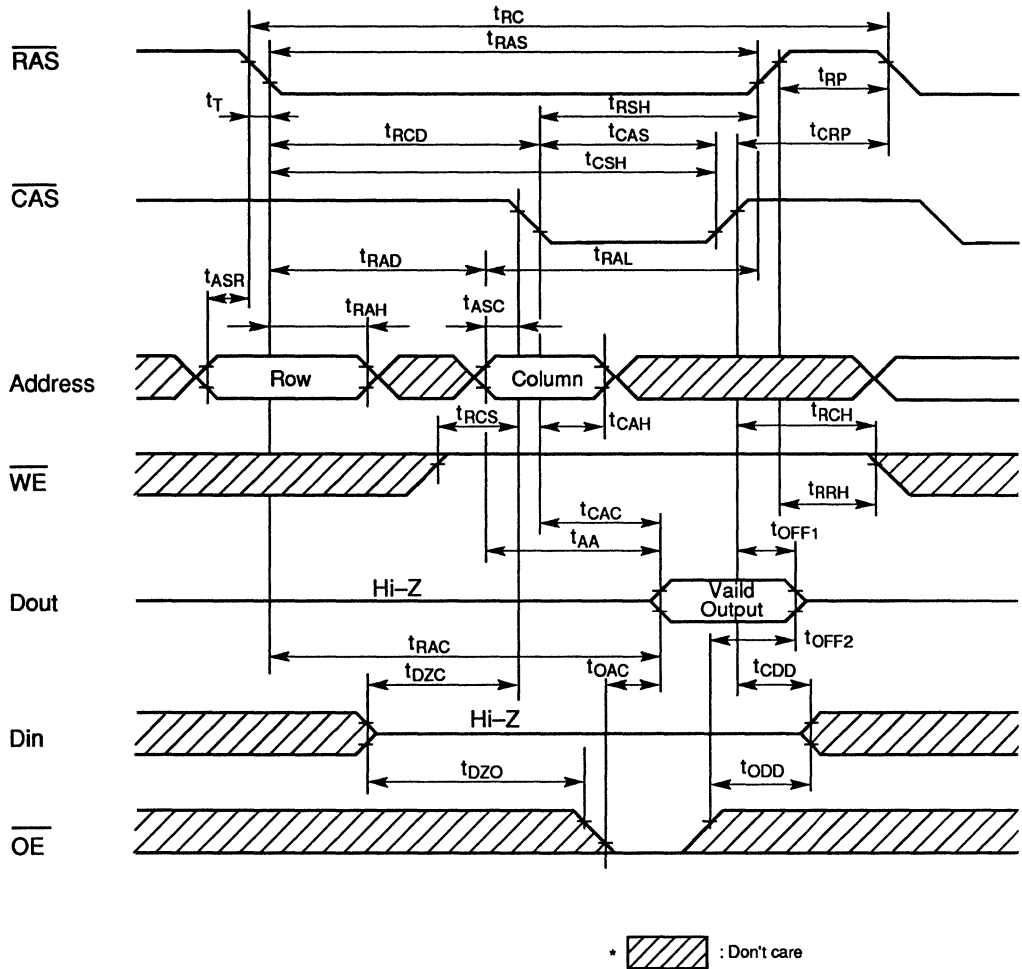 tRC
tRAS
RAS
tRP
tT
tRSH
tRCD
tCAS
tCRP
tCSH
CAS
tRAD
tRAL
tASR
tRAH
tASC
Address
Row
Column
tRCS
tCAH
tRCH
WE
tRRH
tCAC
tOFF1
tAA
Dout
Hi–Z
Vaild
Output
tRAC
tOFF2
tDZC
tOAC
tCDD
Din
Hi–Z
tDZO
tODD
OE
* : Don't care